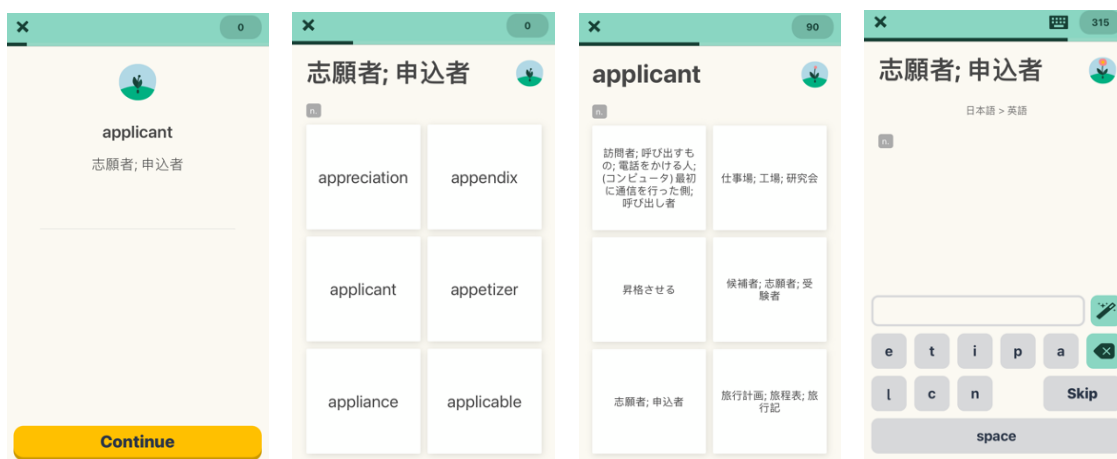 0
applicant
志願者; 申込者
Continue
0
志願者; 申込者
n.
appreciation
appendix
applicant
appetizer
appliance
applicable
90
applicant
n.
訪問者; 呼び出すも
の; 電話をかける人;
(コンピュータ) 最初
に通信を行った側;
呼び出し者
仕事場; 工場; 研究会
昇格させる
候補者; 志願者; 受
験者
志願者; 申込者
旅行計画; 旅程表; 旅
行記
315
志願者; 申込者
日本語 > 英語
n.
e t i p a
l c n Skip
space